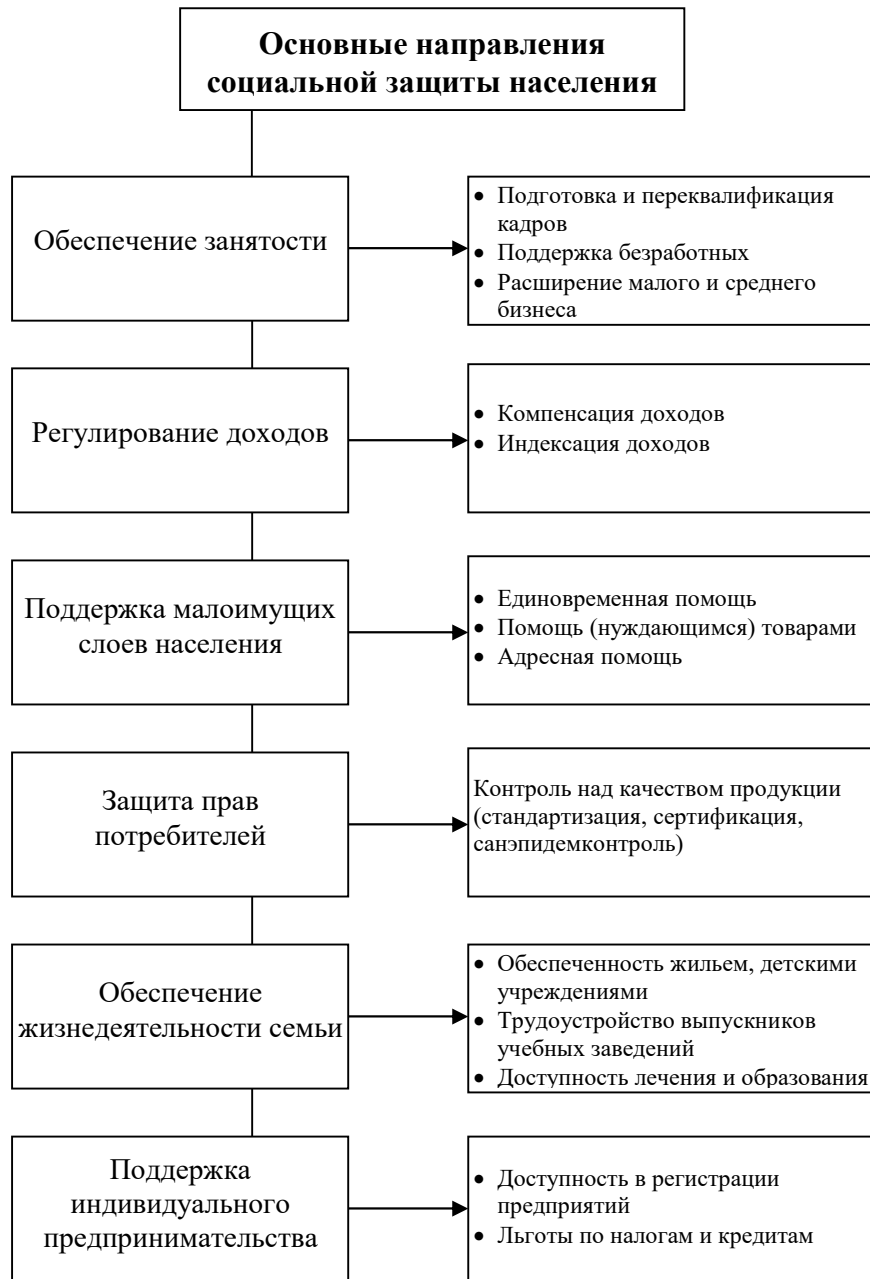 Основные направления
социальной защиты населения
Обеспечение занятости
• Подготовка и переквалификация
кадров
• Поддержка безработных
• Расширение малого и среднего
бизнеса
Регулирование доходов
• Компенсация доходов
• Индексация доходов
Поддержка малоимущих
слоев населения
• Единовременная помощь
• Помощь (нуждающимся) товарами
• Адресная помощь
Защита прав
потребителей
Контроль над качеством продукции
(стандартизация, сертификация,
санэпидемконтроль)
Обеспечение
жизнедеятельности семьи
• Обеспеченность жильем, детскими
учреждениями
• Трудоустройство выпускников
учебных заведений
• Доступность лечения и образования
Поддержка
индивидуального
предпринимательства
• Доступность в регистрации
предприятий
• Льготы по налогам и кредитам